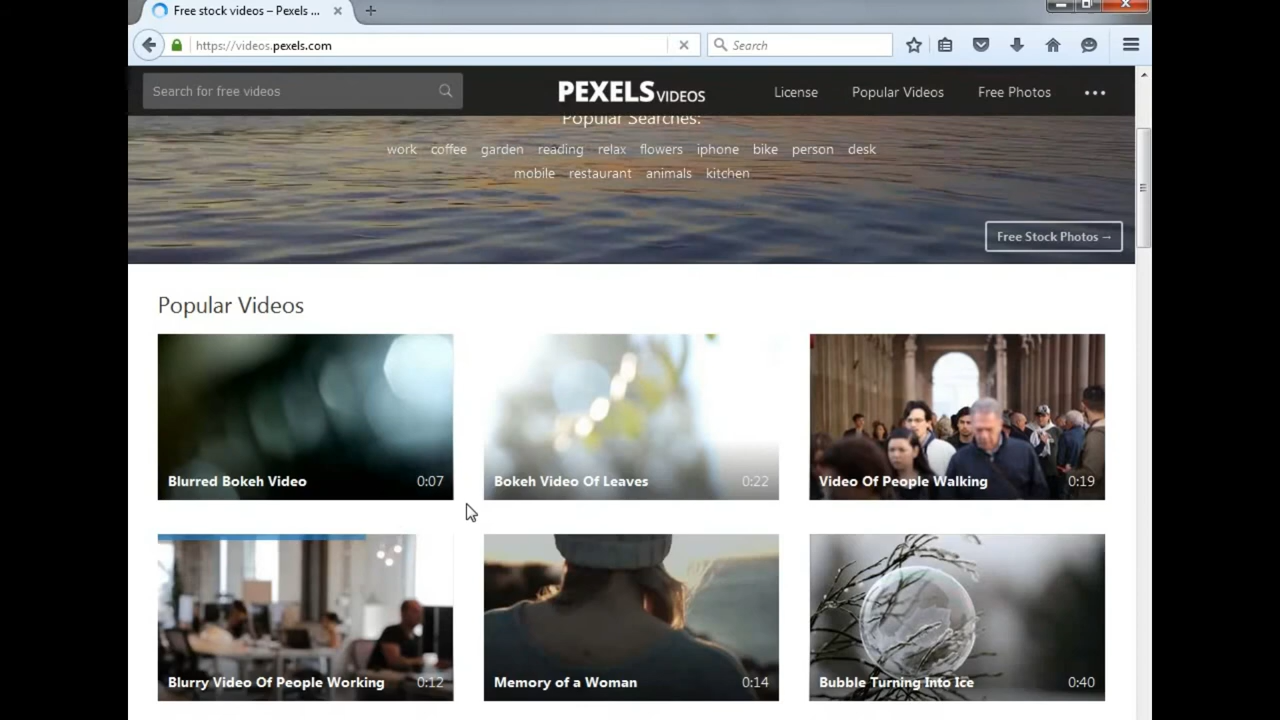 Free stock videos – Pexels ...
https://videos.pexels.com
Search
Search for free videos
PEXELS VIDEOS
License
Popular Videos
Free Photos
Popular Searches:
work coffee garden reading relax flowers iphone bike person desk
mobile restaurant animals kitchen
Free Stock Photos →
Popular Videos
Blurred Bokeh Video 0:07
Bokeh Video Of Leaves 0:22
Video Of People Walking 0:19
Blurry Video Of People Working 0:12
Memory of a Woman 0:14
Bubble Turning Into Ice 0:40